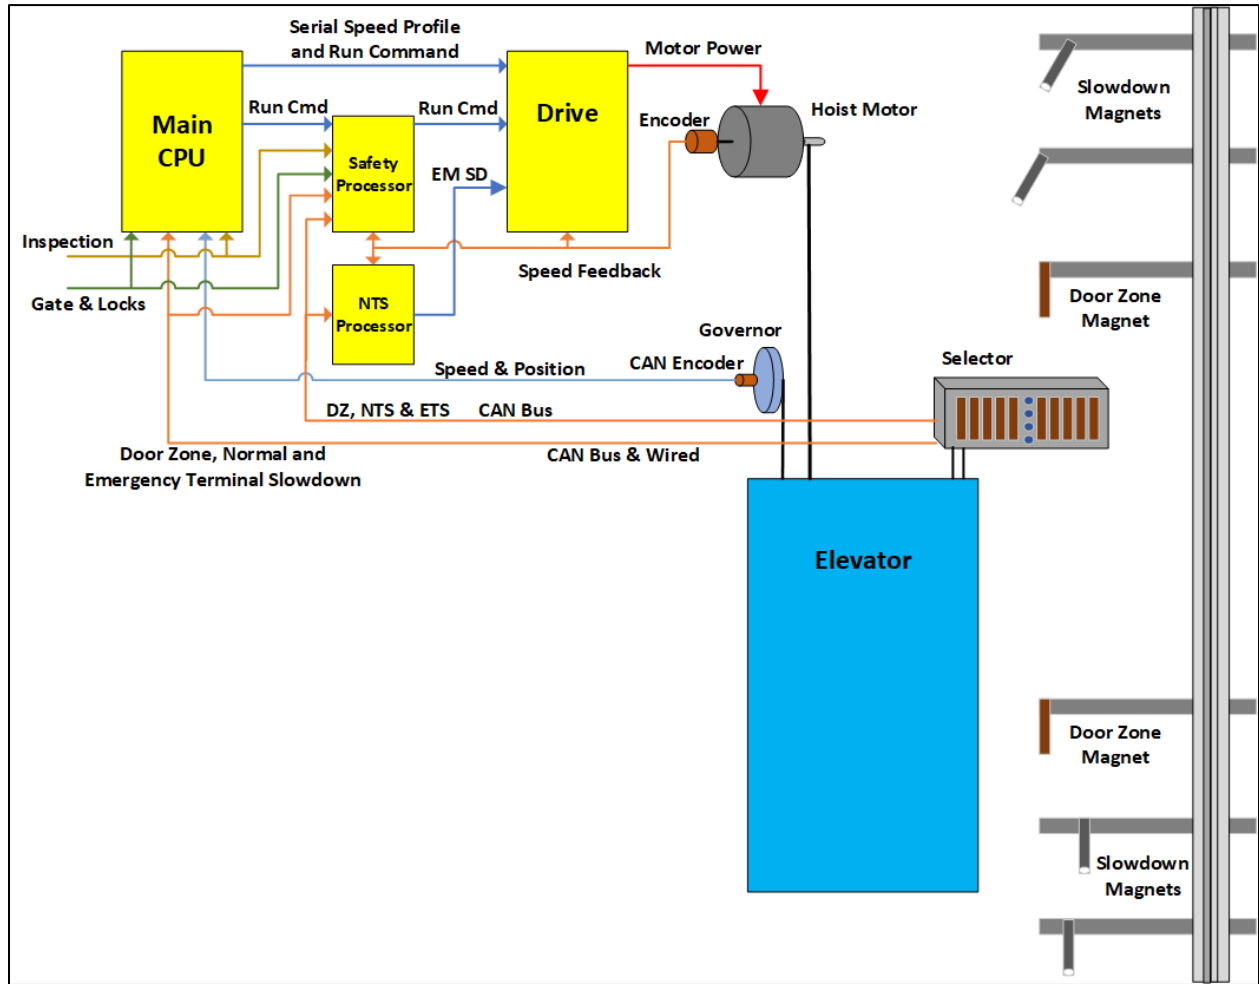 Serial Speed Profile
and Run Command
Motor Power
Main
CPU
Run Cmd
Run Cmd
Drive
Encoder
Hoist Motor
Slowdown
Magnets
Safety
Processor
EM SD
Inspection
Speed Feedback
Gate & Locks
NTS
Processor
Door Zone
Magnet
Governor
CAN Encoder
Selector
Speed & Position
DZ, NTS & ETS
CAN Bus
Door Zone, Normal and
Emergency Terminal Slowdown
CAN Bus & Wired
Elevator
Door Zone
Magnet
Slowdown
Magnets